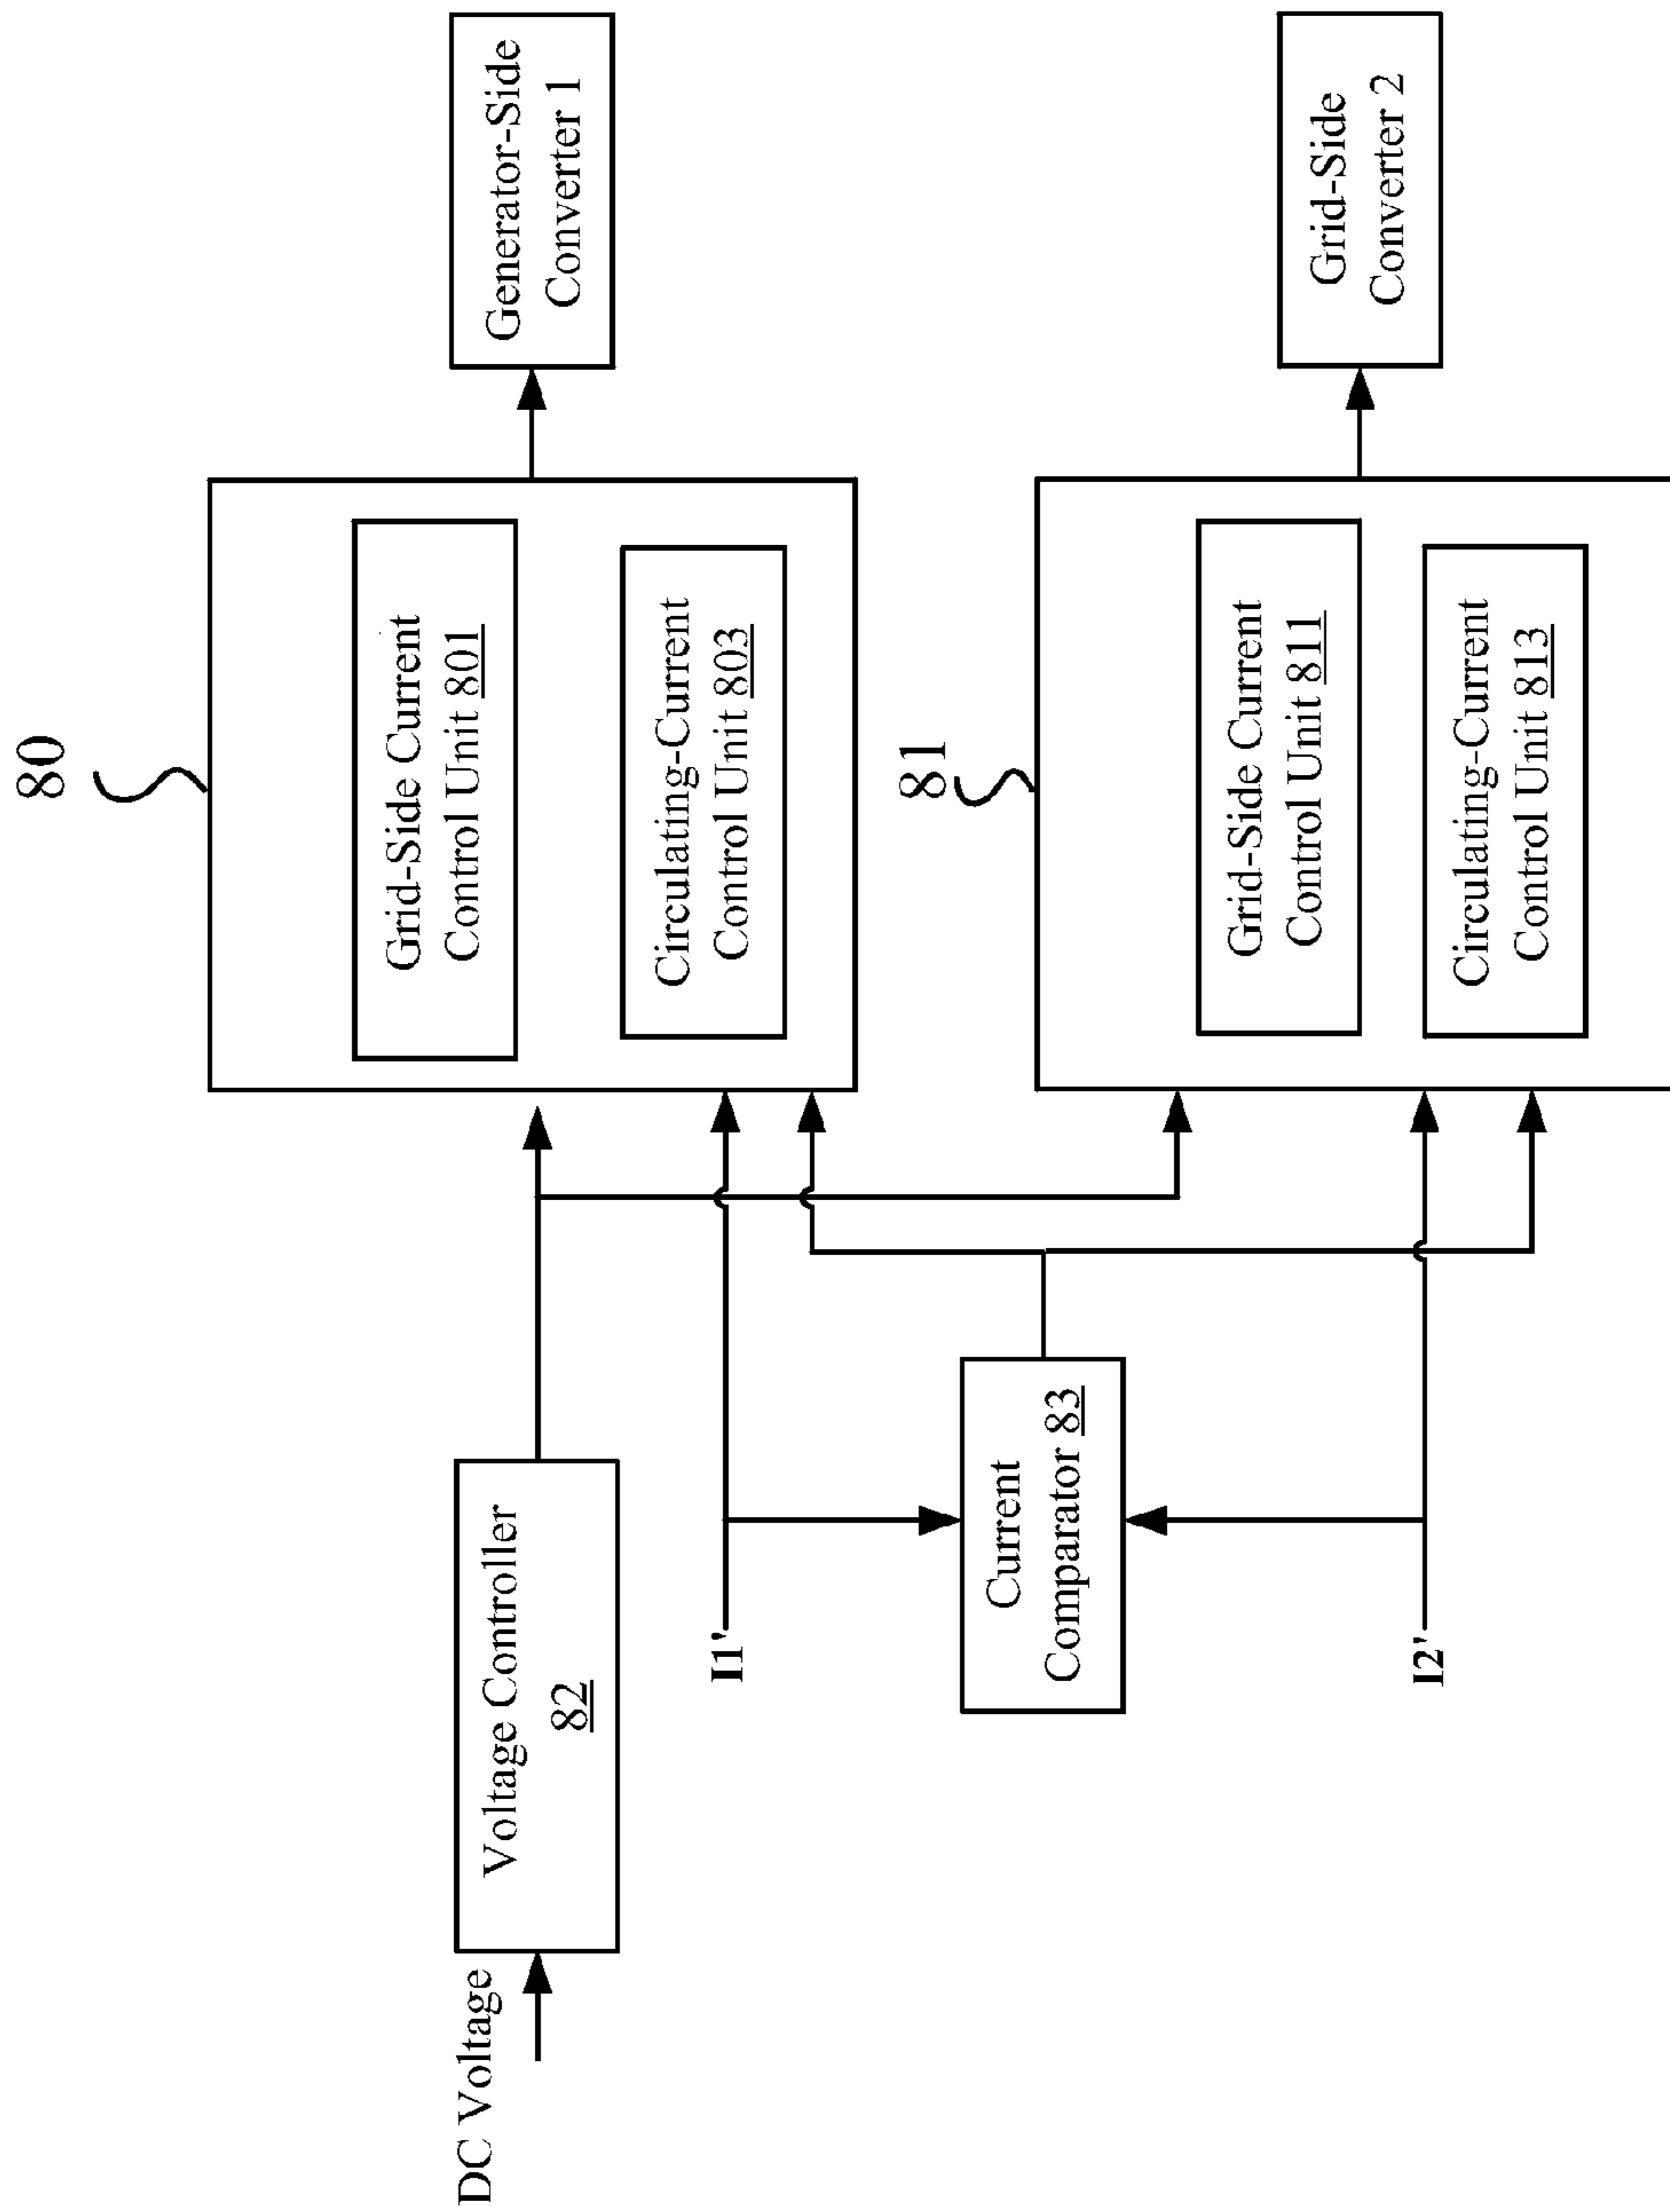 80
Grid-Side Current
Control Unit 801
Circulating-Current
Control Unit 803
Generator-Side
Converter 1
DC Voltage
Voltage Controller
82
I1'
Current
Comparator 83
I2'
81
Grid-Side Current
Control Unit 811
Circulating-Current
Control Unit 813
Grid-Side
Converter 2